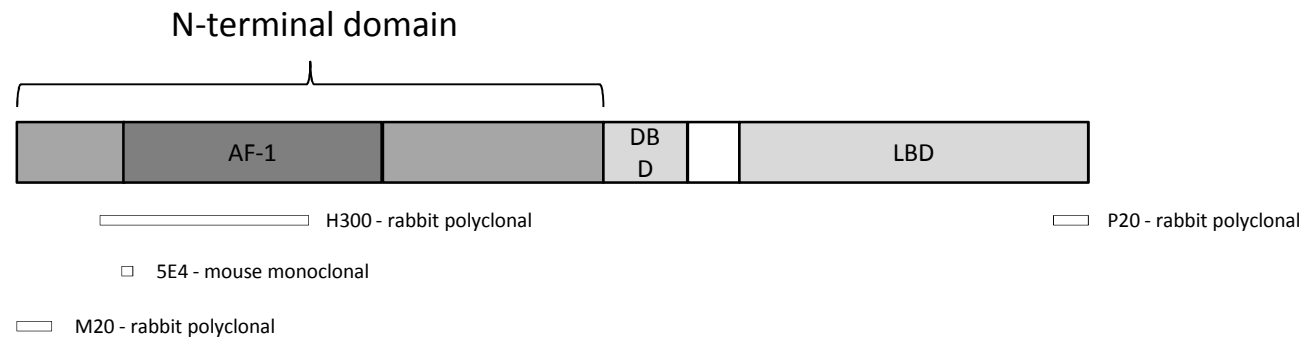 N-terminal domain
AF-1
DB
D
LBD
H300 - rabbit polyclonal
P20 - rabbit polyclonal
5E4 - mouse monoclonal
M20 - rabbit polyclonal